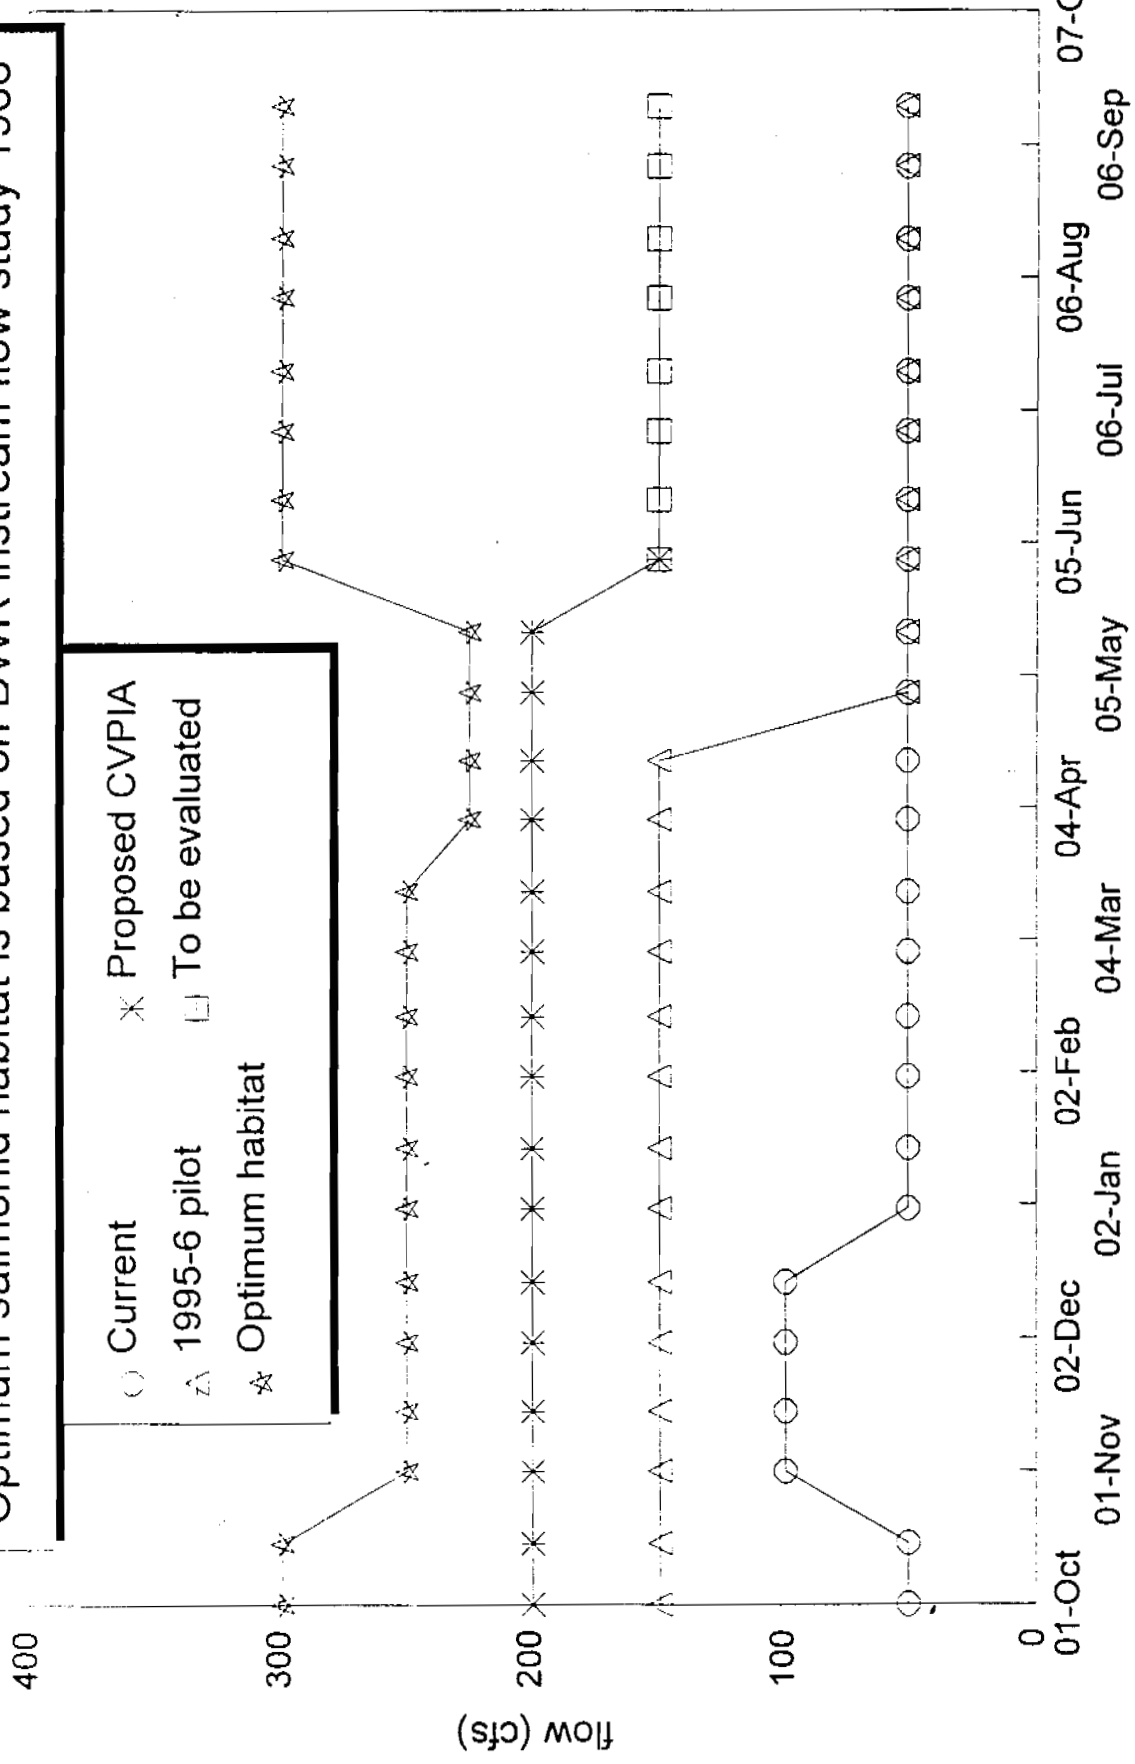 Optimum salmonid habitat is based on DWR instream flow study
Current
Proposed CVPIA
1995-6 pilot
To be evaluated
Optimum habitat
flow (cfs)
400
300
200
100
0
01-Oct
01-Nov
02-Dec
02-Jan
02-Feb
04-Mar
04-Apr
05-May
05-Jun
06-Jul
06-Aug
06-Sep